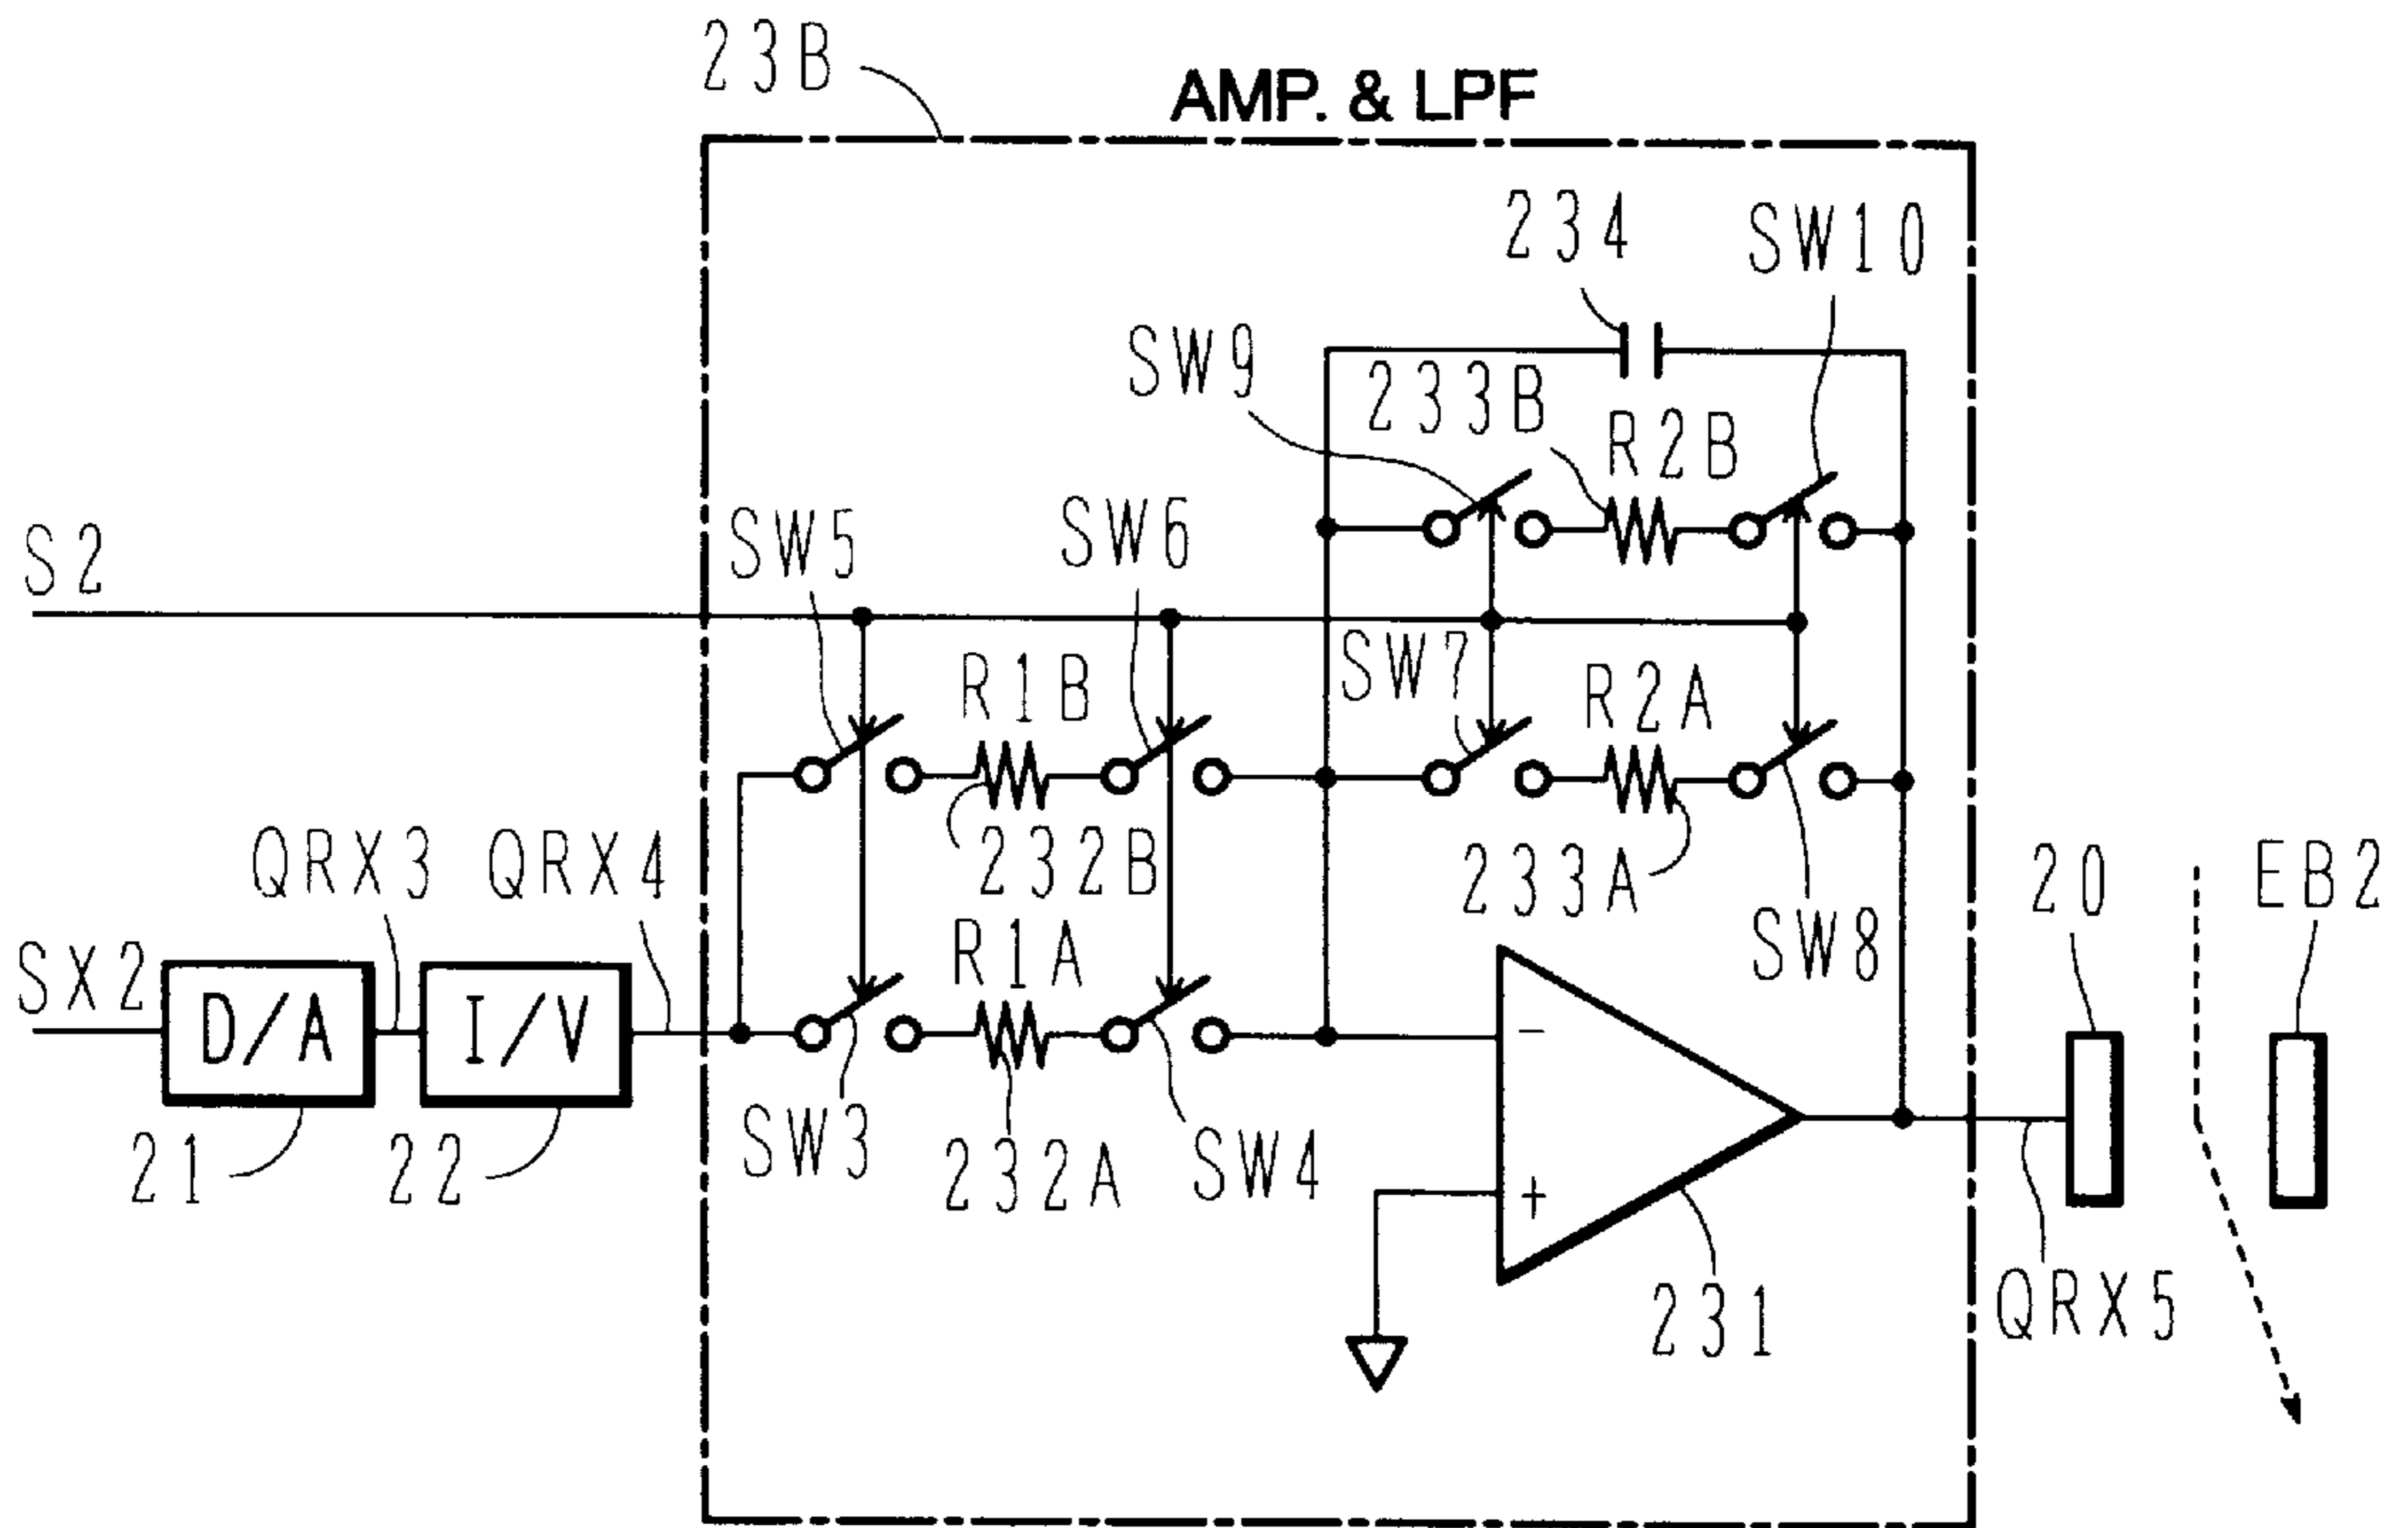 23B
AMP. & LPF
234
SW10
SW9
233B
R2B
S2
SW5
SW6
SW7
R1B
R2A
232B
233A
SW8
20
EB2
QRX3
QRX4
SX2
D/A
I/V
R1A
−
+
21
22
SW3
232A
SW4
231
QRX5